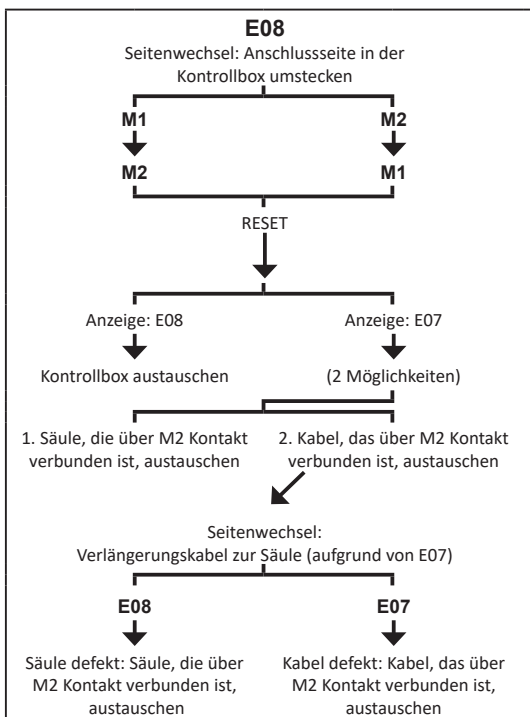 E08
Seitenwechsel: Anschlussseite in der
Kontrollbox umstecken
M1 M2
M2 M1
RESET
Anzeige: E08 Anzeige: E07
Kontrollbox austauschen (2 Möglichkeiten)
1. Säule, die über M2 Kontakt
verbunden ist, austauschen
2. Kabel, das über M2 Kontakt
verbunden ist, austauschen
Seitenwechsel:
Verlängerungskabel zur Säule (aufgrund von E07)
E08 E07
Säule defekt: Säule, die über
M2 Kontakt verbunden ist,
austauschen
Kabel defekt: Kabel, das über
M2 Kontakt verbunden ist,
austauschen